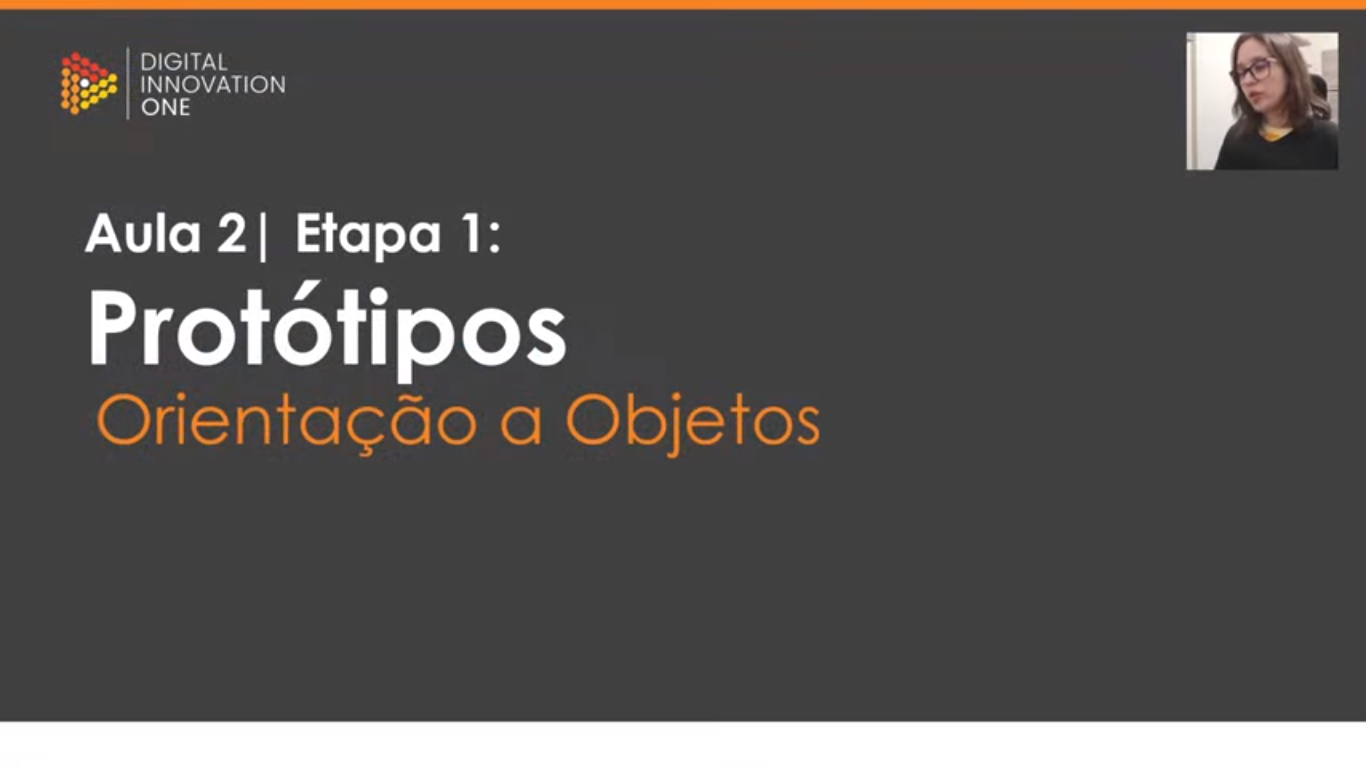 DIGITAL
INNOVATION
ONE
Aula 2| Etapa 1:
Protótipos
Orientação a Objetos